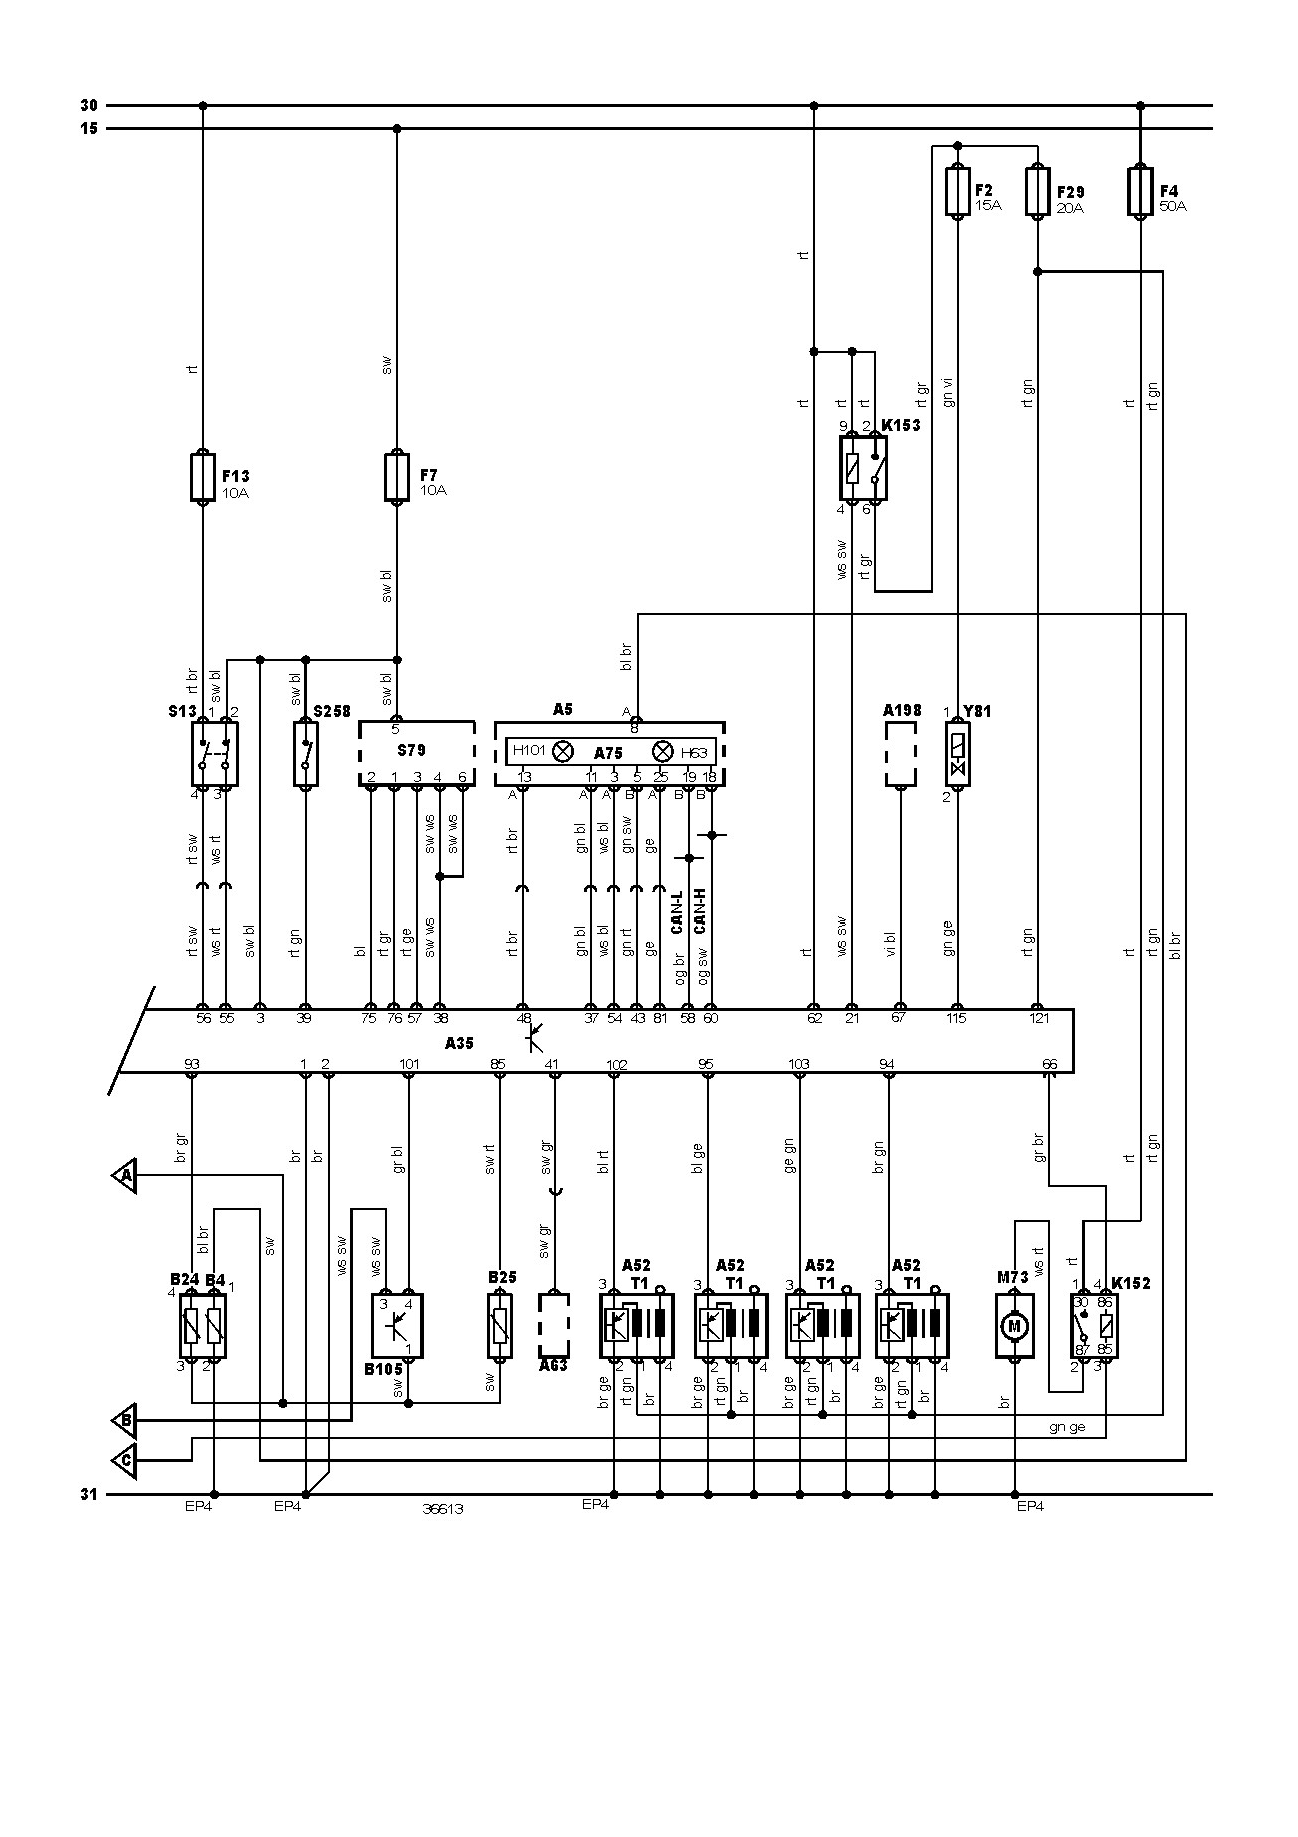 30
15
F2
15A
F29
20A
F4
50A
rt
rt
sw
rt
rt
rt
rt gr
gn vi
rt gn
rt
rt gn
9
2
K153
F13
10A
F7
10A
4
6
ws sw
rt gr
sw bl
bl br
rt br
sw bl
sw bl
sw bl
S13
1
2
S258
A5
A
8
A198
1
Y81
5
S79
H101
A75
H63
2
1
3
4
6
13
11
3
5
25
19
18
4
3
A
A
A
B
A
B
B
2
rt sw
ws rt
sw ws
sw ws
rt br
gn bl
ws bl
gn sw
ge
CAN-L
CAN-H
rt sw
ws rt
sw bl
rt gn
bl
rt gr
rt ge
sw ws
rt br
gn bl
ws bl
gn rt
ge
og br
og sw
rt
ws sw
vi bl
gn ge
rt gn
rt
rt gn
bl br
56
55
3
39
75
76
57
38
48
37
54
43
81
58
60
62
21
67
115
121
A35
93
1
2
101
85
41
102
95
103
94
66
br gr
br
br
gr bl
sw rt
sw gr
bl rt
bl ge
ge gn
br gn
gr br
rt
rt gn
A
bl br
sw
ws sw
ws sw
sw gr
ws rt
rt
B24
B4
4
1
B25
3
A52
T1
3
A52
T1
3
A52
T1
3
A52
T1
M73
1
4
K152
3
4
1
30
86
M
87
85
3
2
B105
A63
2
1
4
2
1
4
2
1
4
2
1
4
2
3
sw
sw
br ge
rt gn
br
br ge
rt gn
br
br ge
rt gn
br
br ge
rt gn
br
br
B
gn ge
C
31
EP4
EP4
36613
EP4
EP4